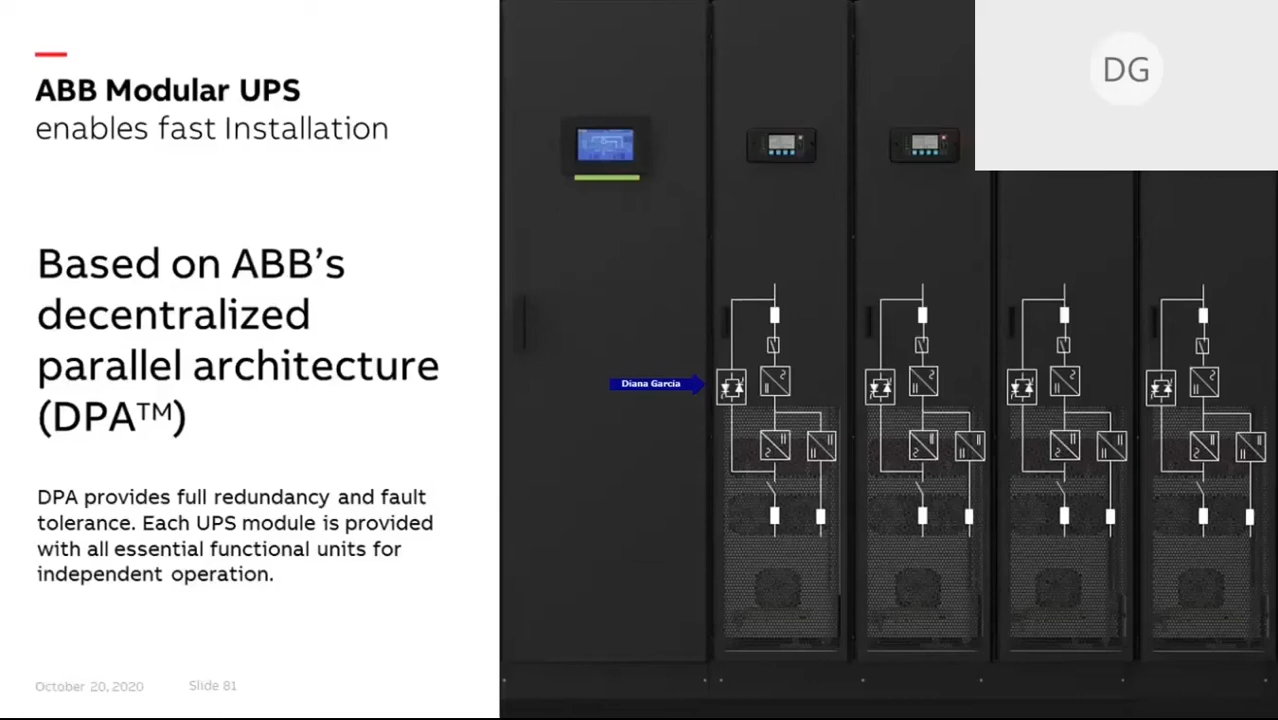 ABB Modular UPS
enables fast Installation
DG
Based on ABB's
decentralized
parallel architecture
(DPA™)
Diana Garcia
DPA provides full redundancy and fault
tolerance. Each UPS module is provided
with all essential functional units for
independent operation.
October 20, 2020
Slide 81